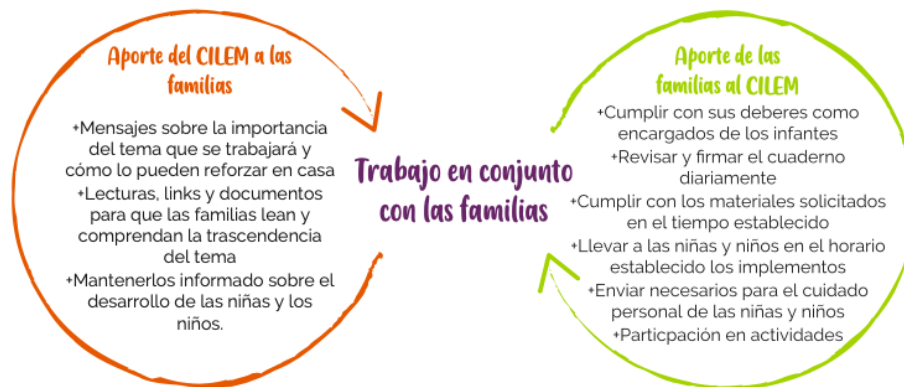 Aporte del CILEM a las
familias
+Mensajes sobre la importancia
del tema que se trabajará y
cómo lo pueden reforzar en casa
+Lecturas, links y documentos
para que las familias lean y
comprendan la trascendencia
del tema
+Mantenerlos informado sobre el
desarrollo de las niñas y los
niños.
Trabajo en conjunto
con las familias
Aporte de las
familias al CILEM
+Cumplir con sus deberes como
encargados de los infantes
+Revisar y firmar el cuaderno
diariamente
+Cumplir con los materiales solicitados
en el tiempo establecido
+Llevar a las niñas y niños en el horario
establecido los implementos
+Enviar necesarios para el cuidado
personal de las niñas y niños
+Particpación en actividades